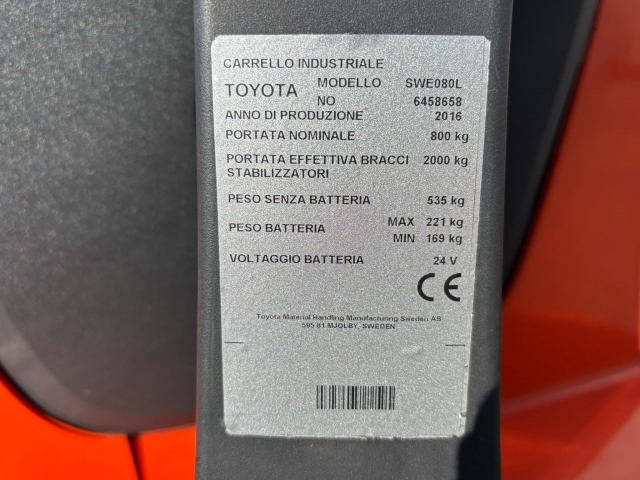 CARRELLO INDUSTRIALE
TOYOTA MODELLO SWE080L
NO 6458658
ANNO DI PRODUZIONE 2016
PORTATA NOMINALE 800 kg
PORTATA EFFETTIVA BRACCI 2000 kg
STABILIZZATORI
PESO SENZA BATTERIA 535 kg
PESO BATTERIA MAX 221 kg
MIN 169 kg
VOLTAGGIO BATTERIA 24 V
CE
Toyota Material Handling Manufacturing Sweden AB
595 81 MJOLBY, SWEDEN